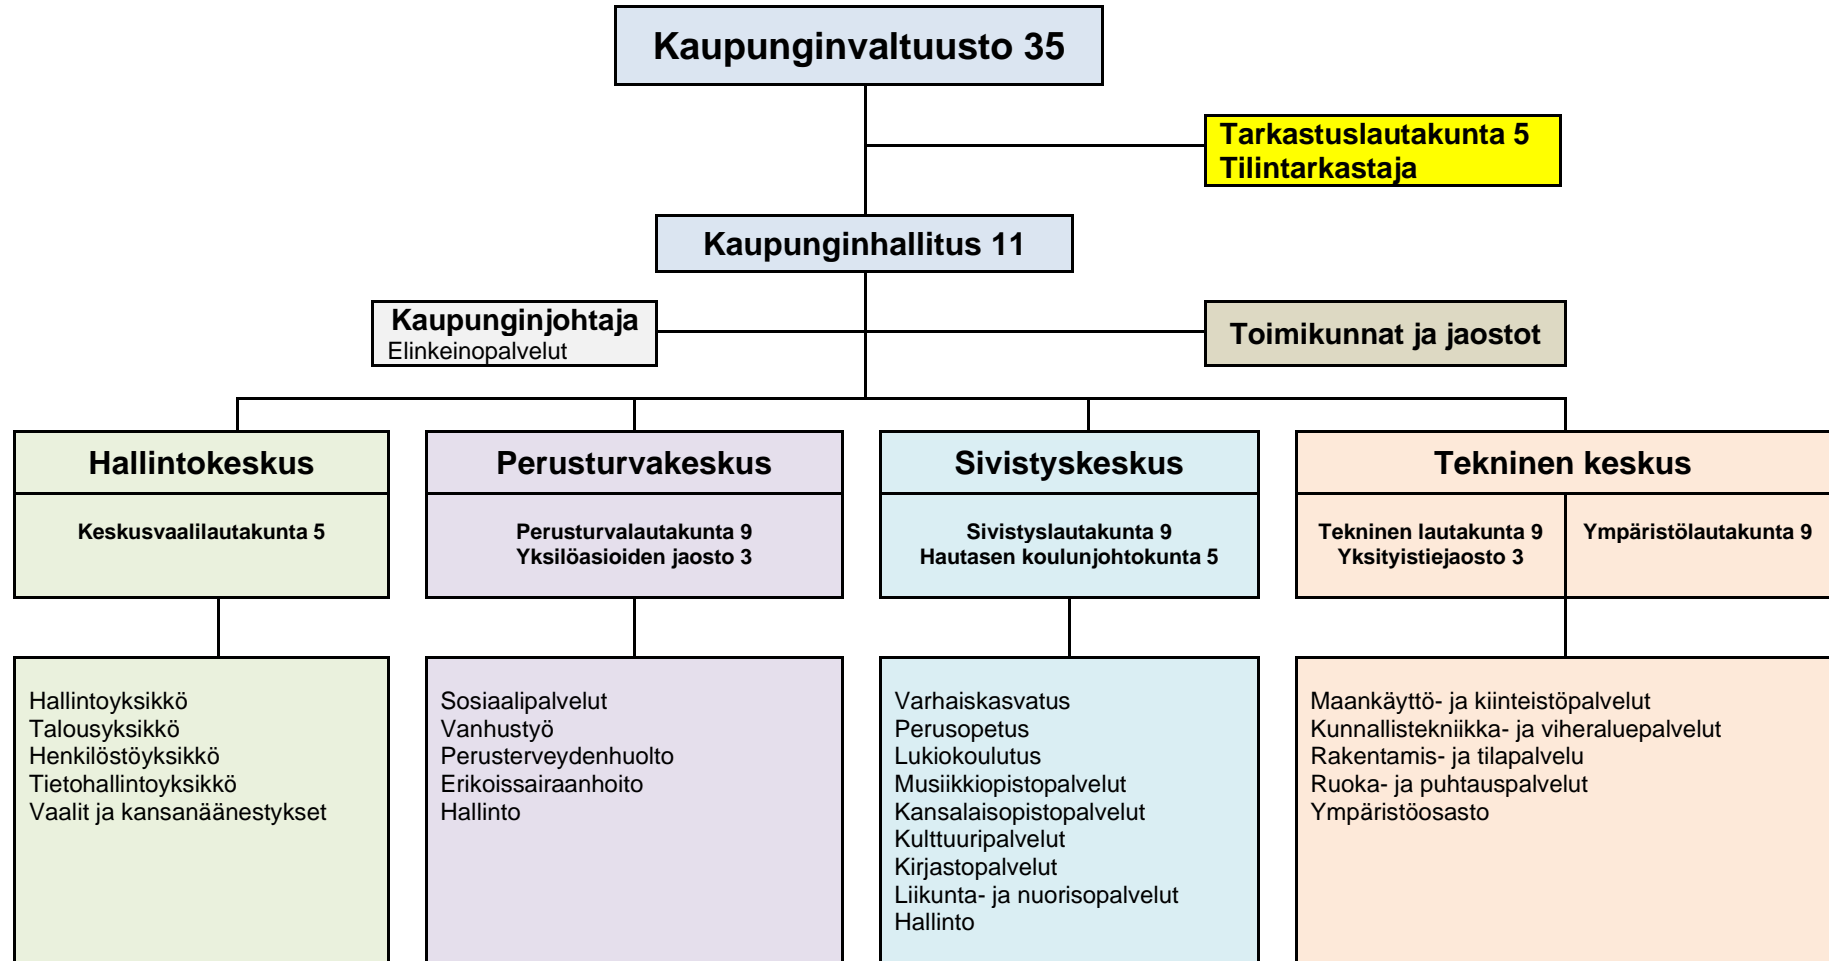 Kaupunginvaltuusto 35
Tarkastuslautakunta 5
Tilintarkastaja
Kaupunginhallitus 11
Kaupunginjohtaja
Elinkeinopalvelut
Toimikunnat ja jaostot
Hallintokeskus
Keskusvaalilautakunta 5
Hallintoyksikkö
Talousyksikkö
Henkilöstöyksikkö
Tietohallintoyksikkö
Vaalit ja kansanäänestykset
Perusturvakeskus
Perusturvalautakunta 9
Yksilöasioiden jaosto 3
Sosiaalipalvelut
Vanhustyö
Perusterveydenhuolto
Erikoissairaanhoito
Hallinto
Sivistyskeskus
Sivistyslautakunta 9
Hautasen koulunjohtokunta 5
Varhaiskasvatus
Perusopetus
Lukiokoulutus
Musiikkiopistopalvelut
Kansalaisopistopalvelut
Kulttuuripalvelut
Kirjastopalvelut
Liikunta- ja nuorisopalvelut
Hallinto
Tekninen keskus
Tekninen lautakunta 9
Yksityistiejaosto 3
Ympäristölautakunta 9
Maankäyttö- ja kiinteistöpalvelut
Kunnallistekniikka- ja viheraluepalvelut
Rakentamis- ja tilapalvelu
Ruoka- ja puhtauspalvelut
Ympäristöosasto